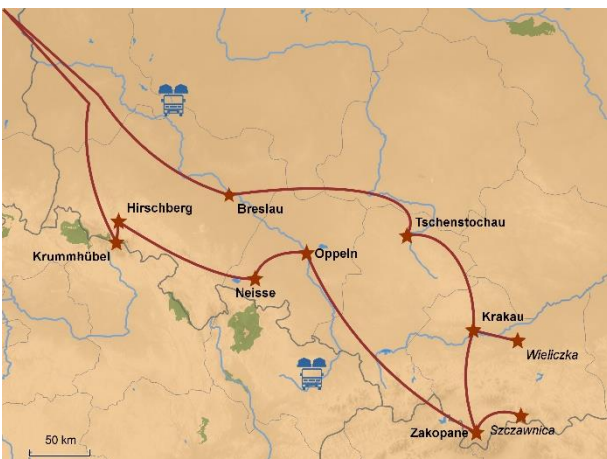 Hirschberg
Breslau
Tschenstochau
Krummhübel
Oppeln
Neisse
Krakau
Wieliczka
Zakopane
Szczawnica
50 km